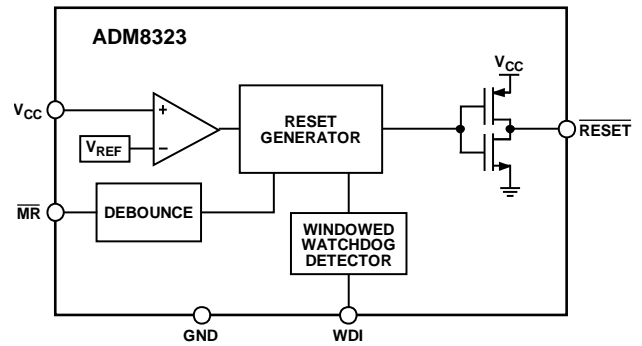 ADM8323
VCC
VCC
+
RESET
GENERATOR
RESET
VREF
−
MR
DEBOUNCE
WINDOWED
WATCHDOG
DETECTOR
GND
WDI